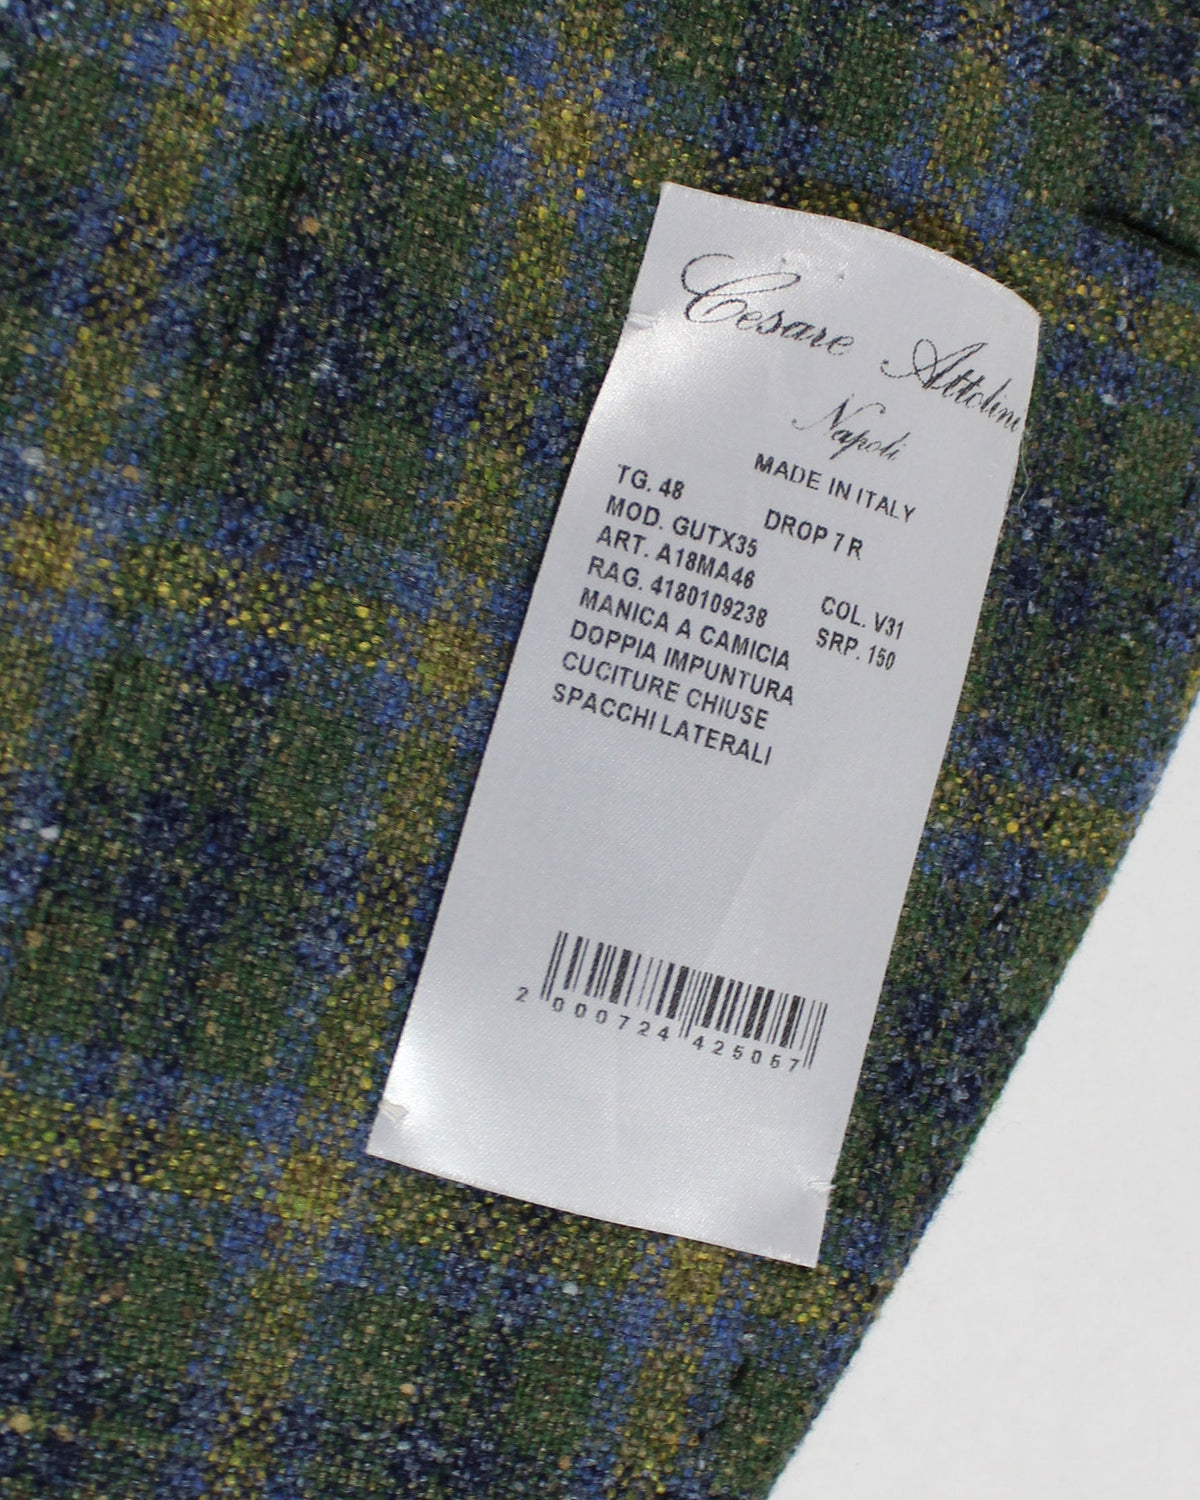 Cesare Attolini
Napoli
MADE IN ITALY
TG. 48 DROP 7 R
MOD. GUTX35
ART. A18MA46 COL. V31
RAG. 4180109238 SRP. 150
MANICA A CAMICIA
DOPPIA IMPUNTURA
CUCITURE CHIUSE
SPACCHI LATERALI
2 000724 425057